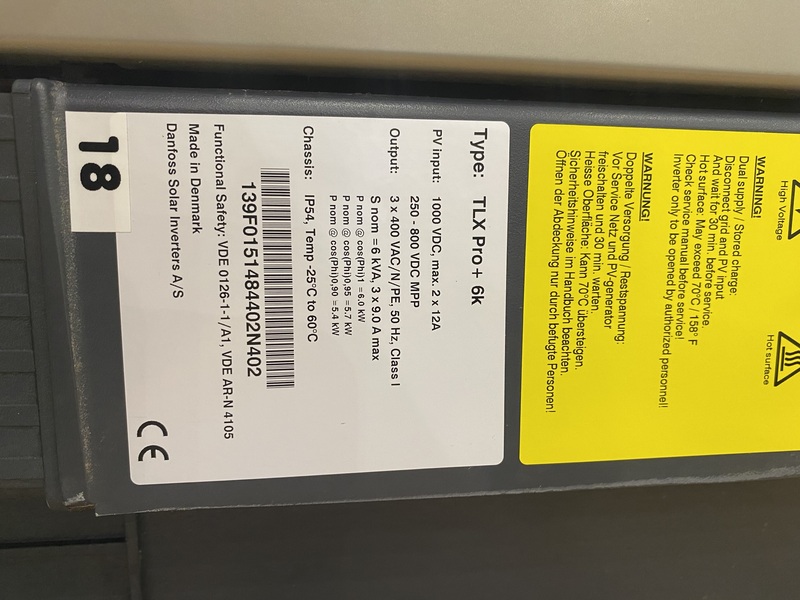 High Voltage
Hot surface
WARNING!
Dual supply / Stored charge;
Disconnect grid and PV input
And wait for 30 min. before service.
Hot surface: May exceed 70°C / 158° F
Check service manual before service!
Inverter only to be opened by authorized personnel!
WARNUNG!
Doppelte Versorgung / Restspannung:
Vor Service Netz und PV-generator
freischalten und 30 min. warten.
Heisse Oberfläche: Kann 70°C übersteigen.
Sicherheitshinweise im Handbuch beachten.
Öffnen der Abdeckung nur durch befugte Personen!
Type: TLX Pro+ 6k
PV input: 1000 VDC, max. 2 x 12A
250 - 800 VDC MPP
Output: 3 x 400 VAC/N/PE, 50 Hz, Class I
S nom = 6 kVA, 3 x 9.0 A max
P nom @ cos(Phi)1 =6.0 kW
P nom @ cos(Phi)0.95 =5.7 kW
P nom @ cos(Phi)0.90 =5.4 kW
Chassis: IP54, Temp -25°C to 60°C
139F0151484402N402
Functional Safety: VDE 0126-1-1/A1, VDE AR-N 4105
Made in Denmark
Danfoss Solar Inverters A/S
CE
18